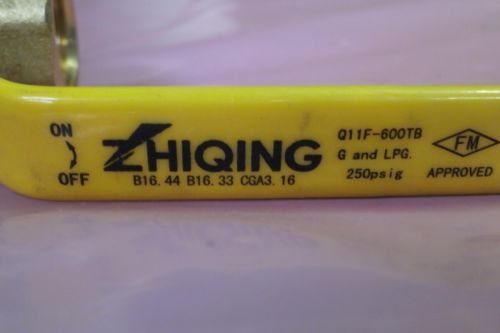 ON
OFF
ZHIQING
B16.44 B16.33 CGA3.16
Q11F-600TB
G and LPG.
250psig
FM
APPROVED